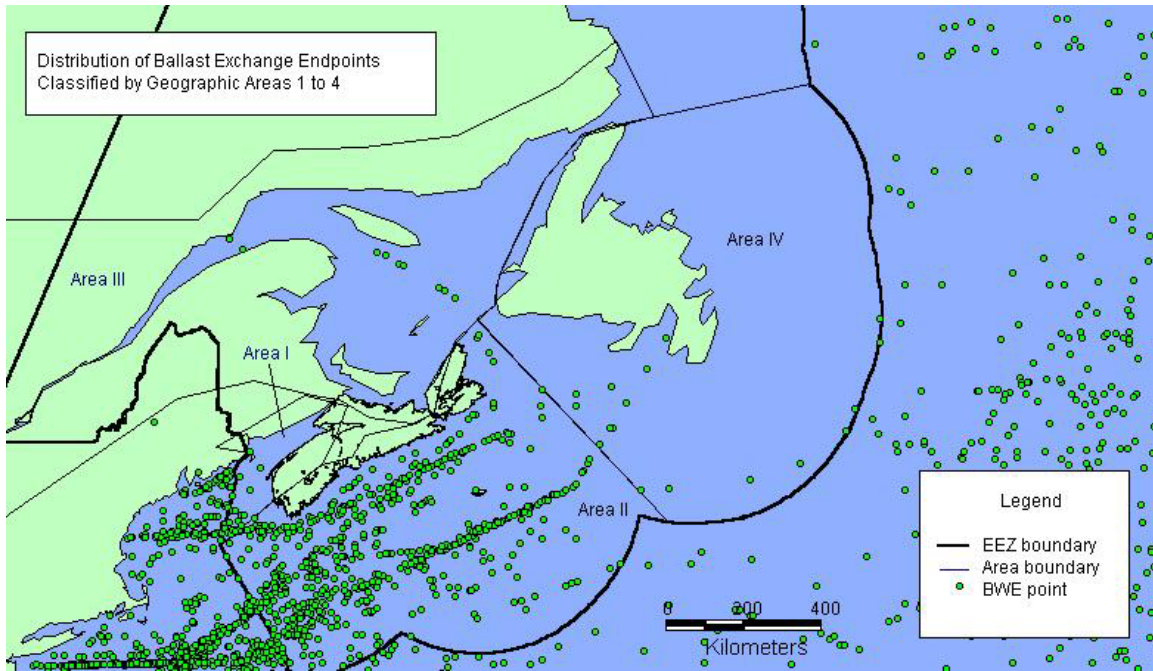 Distribution of Ballast Exchange Endpoints
Classified by Geographic Areas 1 to 4
Area IV
Area III
Area I
Area II
Legend
EEZ boundary
Area boundary
BWE point
0 200 400
Kilometers